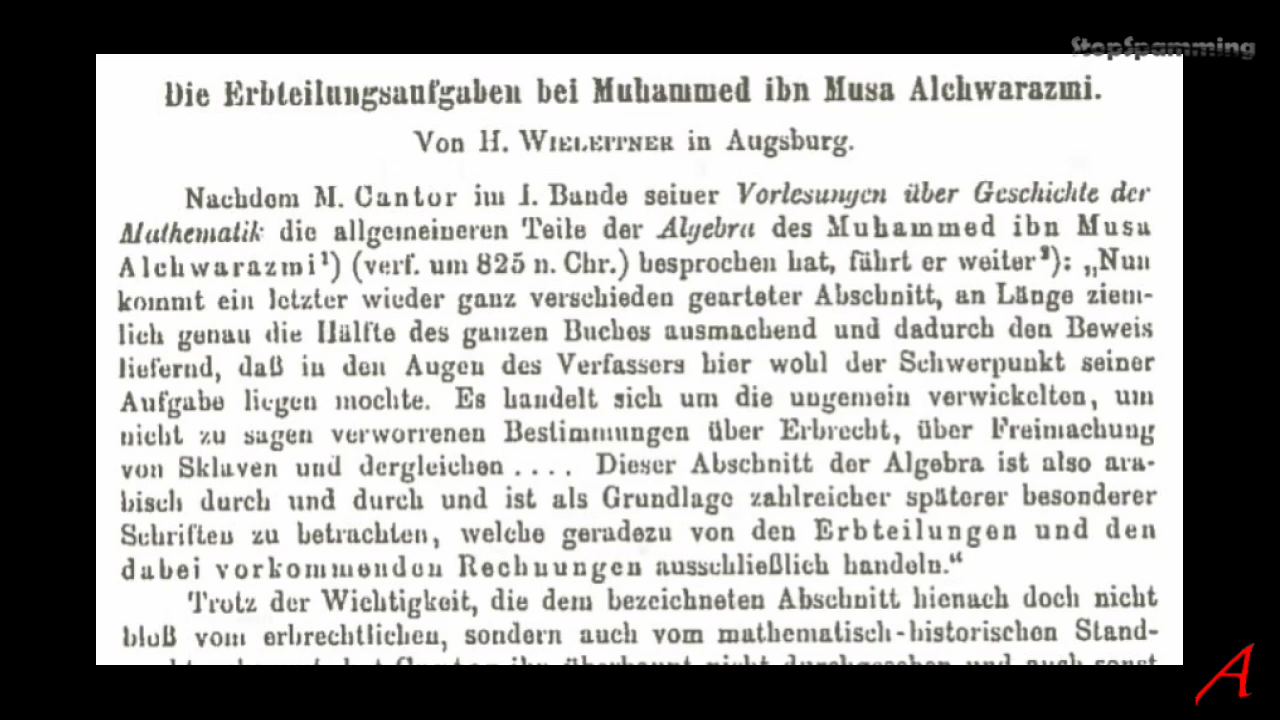 StopSpamming
Die Erbteilungsaufgaben bei Muhammed ibn Musa Alchwarazmi.
Von H. WIELEITNER in Augsburg.
Nachdem M. Cantor im I. Bande seiner Vorlesungen über Geschichte der
Mathematik die allgemeineren Teile der Algebra des Muhammed ibn Musa
Alchwarazmi¹) (verf. um 825 n. Chr.) besprochen hat, führt er weiter²): „Nun
kommt ein letzter wieder ganz verschieden gearteter Abschnitt, an Länge ziem-
lich genau die Hälfte des ganzen Buches ausmachend und dadurch den Beweis
liefernd, daß in den Augen des Verfassers hier wohl der Schwerpunkt seiner
Aufgabe liegen mochte. Es handelt sich um die ungemein verwickelten, um
nicht zu sagen verworrenen Bestimmungen über Erbrecht, über Freimachung
von Sklaven und dergleichen .... Dieser Abschnitt der Algebra ist also ara-
bisch durch und durch und ist als Grundlage zahlreicher späterer besonderer
Schriften zu betrachten, welche geradezu von den Erbteilungen und den
dabei vorkommenden Rechnungen ausschließlich handeln.“
Trotz der Wichtigkeit, die dem bezeichneten Abschnitt hienach doch nicht
bloß vom erbrechtlichen, sondern auch vom mathematisch-historischen Stand-
A